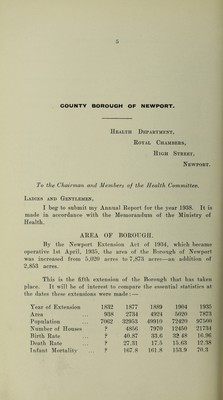 6
COUNTY BOROUGH OF NEWPORT.
Health Department,
Royal Chambers,
High Street,
Newport.
To the Chairman and Members of the Health Committee.
Ladies and Gentlemen,
I beg to submit my Annual Report for the year 1938. It is
made in accordance with the Memorandum of the Ministry of
Health.
AREA OF BOROUGH.
By the Newport Extension Act of 1934, which became
operative 1st April, 1935, the area of the Borough of Newport
was increased from 5,020 acres to 7,873 acres—an addition of
2,853 acres.
This is the fifth extension of the Borough that has taken
place. It will be of interest to compare the essential statistics at
the dates these extensions were made:—
Year of Extension 1832 1877 1889 1904 1935
Area ... 938 2734 4924 5020 7873
Population ... 7062 32953 49910 72420 97500
Number of Houses ? 4850 7970 12450 21734
Birth Rate ... ? 40.87 33.6 32.48 16.96
Death Rate ... ? 27.31 17.5 15.63 12.38
Infant Mortality ... ? 167.8 161.8 153.9 70.3